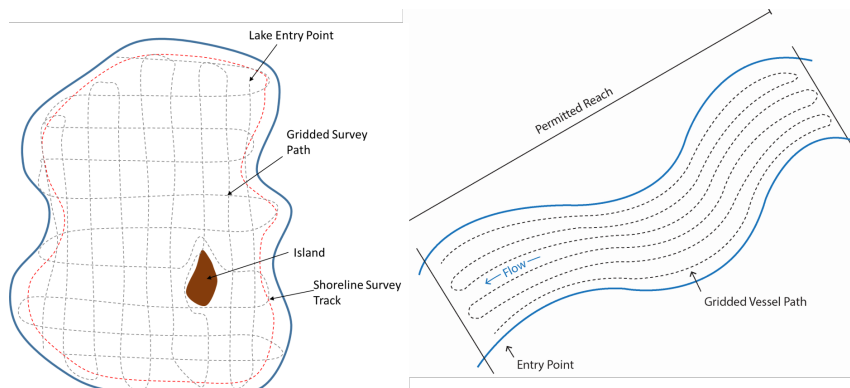 Lake Entry Point
Gridded Survey
Path
Island
Shoreline Survey
Track
Permitted Reach
Flow
Gridded Vessel Path
Entry Point